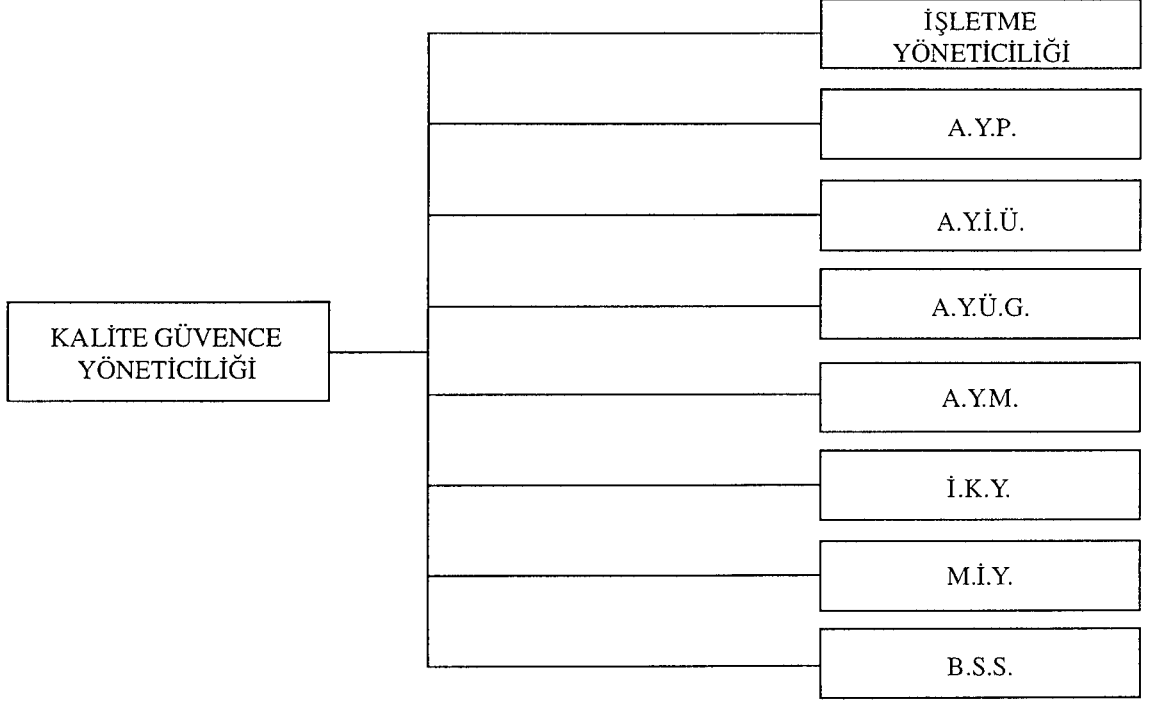 İŞLETME
YÖNETİCİLİĞİ
A.Y.P.
A.Y.İ.Ü.
A.Y.Ü.G.
KALİTE GÜVENCE
YÖNETİCİLİĞİ
A.Y.M.
İ.K.Y.
M.İ.Y.
B.S.S.